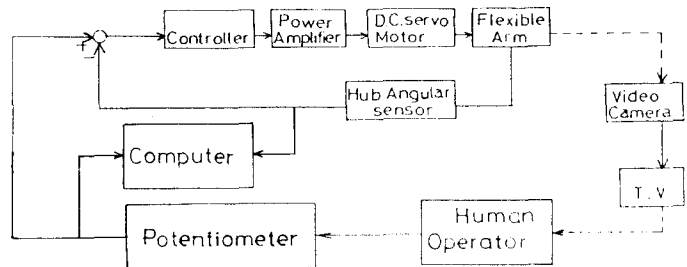 Controller
Power
Amplifier
D.C.servo
Motor
Flexible
Arm
Hub Angular
sensor
Video
Camera
Computer
T.V
Human
Operator
Potentiometer